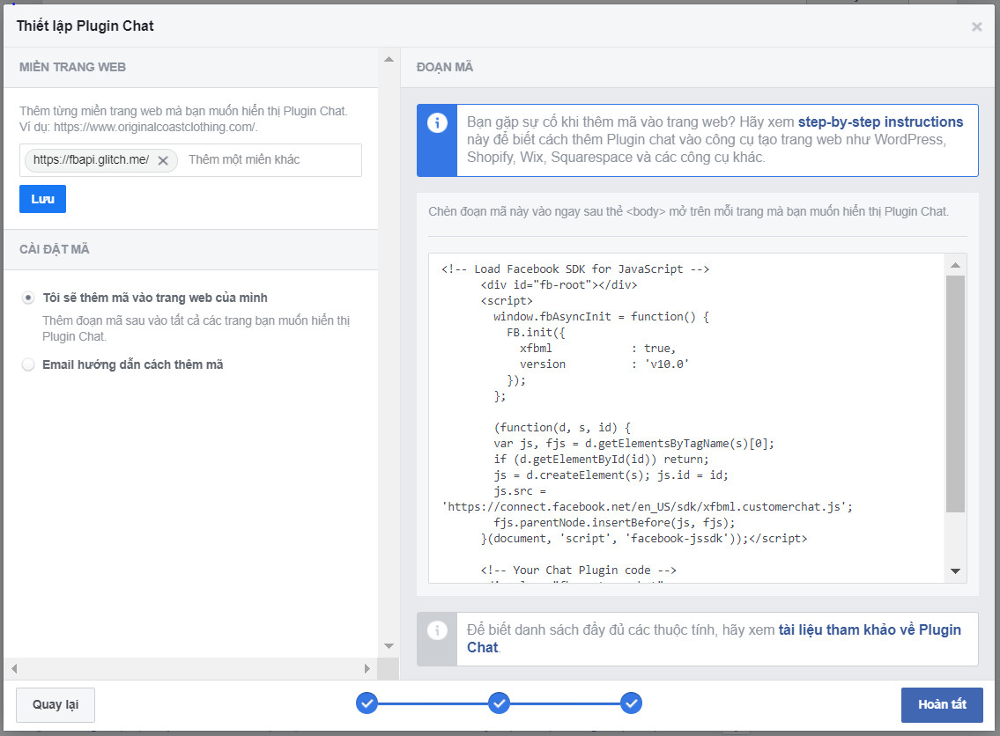 Thiết lập Plugin Chat
MIỀN TRANG WEB
Thêm từng miền trang web mà bạn muốn hiển thị Plugin Chat.
Ví dụ: https://www.originalcoastclothing.com/.
https://fbapi.glitch.me/ Thêm một miền khác
Lưu
CÀI ĐẶT MÃ
Tôi sẽ thêm mã vào trang web của mình
Thêm đoạn mã sau vào tất cả các trang bạn muốn hiển thị
Plugin Chat.
Email hướng dẫn cách thêm mã
ĐOẠN MÃ
Bạn gặp sự cố khi thêm mã vào trang web? Hãy xem step-by-step instructions
này để biết cách thêm Plugin chat vào công cụ tạo trang web như WordPress,
Shopify, Wix, Squarespace và các công cụ khác.
Chèn đoạn mã này vào ngay sau thẻ <body> mở trên mỗi trang mà bạn muốn hiển thị Plugin Chat.
<!-- Load Facebook SDK for JavaScript -->
<div id="fb-root"></div>
<script>
window.fbAsyncInit = function() {
FB.init({
xfbml : true,
version : 'v10.0'
});
};
(function(d, s, id) {
var js, fjs = d.getElementsByTagName(s)[0];
if (d.getElementById(id)) return;
js = d.createElement(s); js.id = id;
js.src =
'https://connect.facebook.net/en_US/sdk/xfbml.customerchat.js';
fjs.parentNode.insertBefore(js, fjs);
}(document, 'script', 'facebook-jssdk'));</script>
<!-- Your Chat Plugin code -->
Để biết danh sách đầy đủ các thuộc tính, hãy xem tài liệu tham khảo về Plugin
Chat.
Quay lại
Hoàn tất